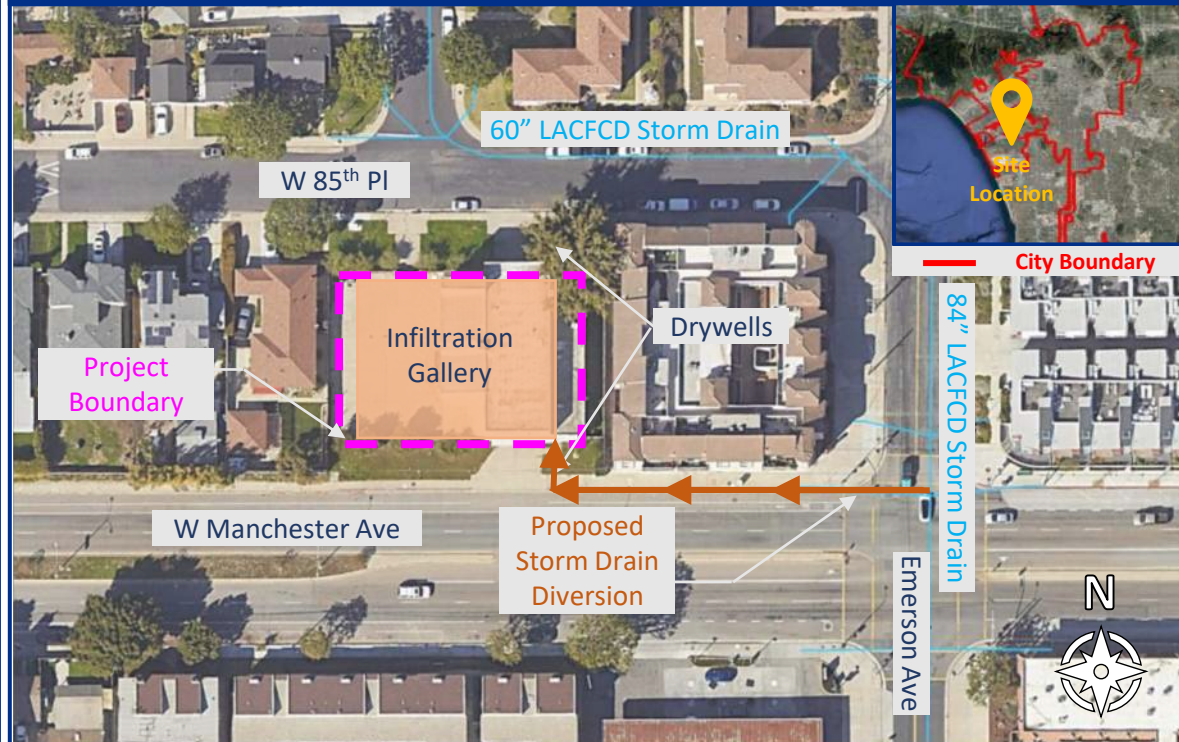 60” LACFCD Storm Drain
W 85th Pl
Site
Location
City Boundary
Infiltration
Gallery
Drywells
Project
Boundary
84” LACFCD Storm Drain
W Manchester Ave
Proposed
Storm Drain
Diversion
Emerson Ave
N